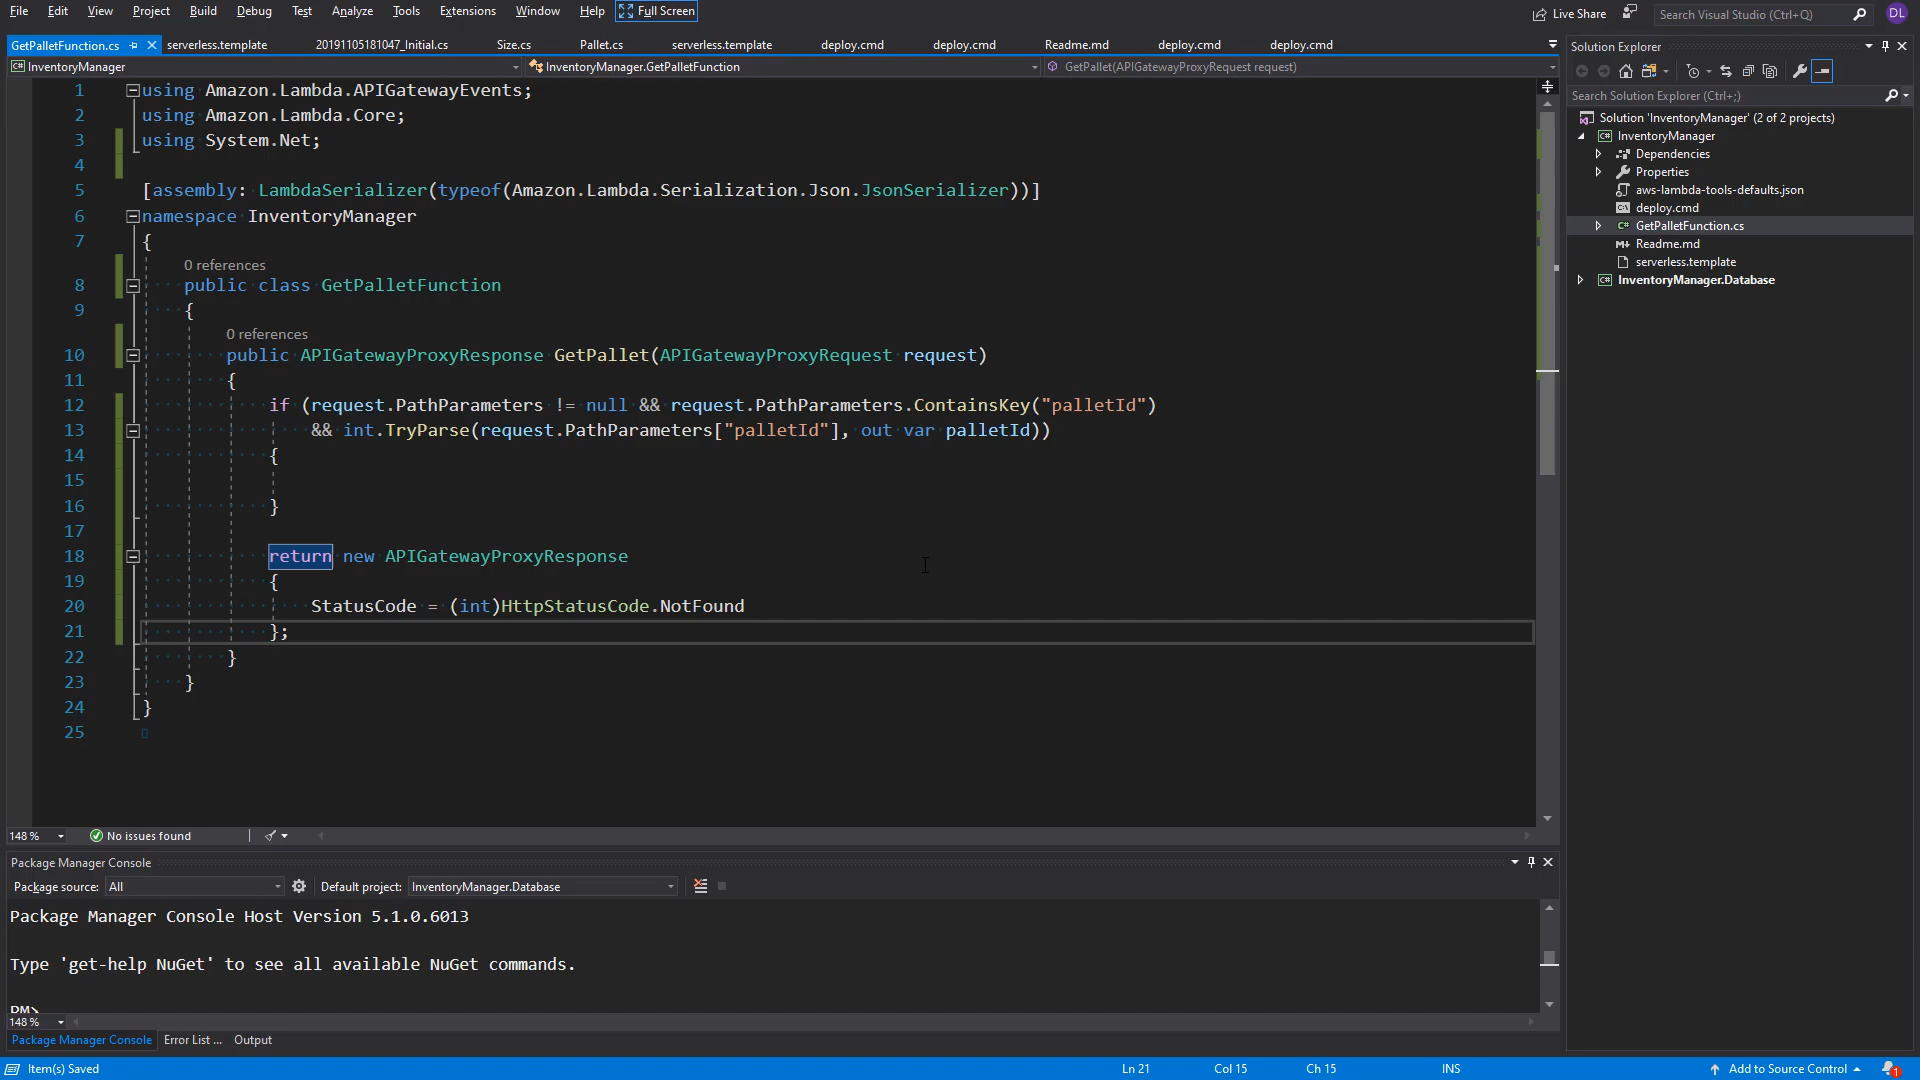 File Edit View Project Build Debug Test Analyze Tools Extensions Window Help Full Screen Live Share Search Visual Studio (Ctrl+Q) DL
GetPalletFunction.cs serverless.template 20191105181047_Initial.cs Size.cs Pallet.cs serverless.template deploy.cmd deploy.cmd Readme.md deploy.cmd deploy.cmd
InventoryManager InventoryManager.GetPalletFunction GetPallet(APIGatewayProxyRequest request)
1 using Amazon.Lambda.APIGatewayEvents;
2 using Amazon.Lambda.Core;
3 using System.Net;
4
5 [assembly: LambdaSerializer(typeof(Amazon.Lambda.Serialization.Json.JsonSerializer))]
6 namespace InventoryManager
7 {
0 references
8 public class GetPalletFunction
9 {
0 references
10 public APIGatewayProxyResponse GetPallet(APIGatewayProxyRequest request)
11 {
12 if (request.PathParameters != null && request.PathParameters.ContainsKey("palletId")
13 && int.TryParse(request.PathParameters["palletId"], out var palletId))
14 {
15
16 }
17
18 return new APIGatewayProxyResponse
19 {
20 StatusCode = (int)HttpStatusCode.NotFound
21 };
22 }
23 }
24 }
25
148 % No issues found
Package Manager Console
Package source: All Default project: InventoryManager.Database
Package Manager Console Host Version 5.1.0.6013
Type 'get-help NuGet' to see all available NuGet commands.
PM>
148 %
Package Manager Console Error List ... Output
Item(s) Saved Ln 21 Col 15 Ch 15 INS Add to Source Control 1
Solution Explorer
Search Solution Explorer (Ctrl+;)
Solution 'InventoryManager' (2 of 2 projects)
InventoryManager
Dependencies
Properties
aws-lambda-tools-defaults.json
deploy.cmd
GetPalletFunction.cs
Readme.md
serverless.template
InventoryManager.Database